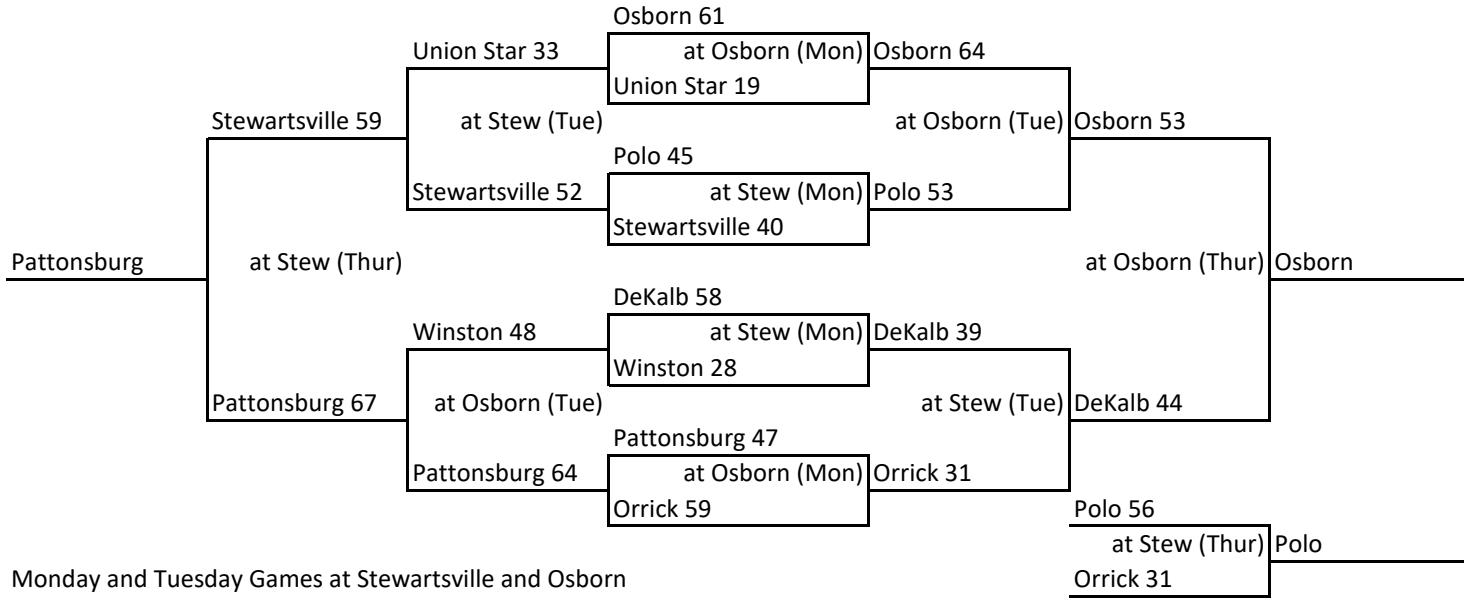 Osborn 61
Union Star 33
at Osborn (Mon)
Osborn 64
Union Star 19
Stewartsville 59
at Stew (Tue)
at Osborn (Tue)
Osborn 53
Polo 45
Stewartsville 52
at Stew (Mon)
Polo 53
Stewartsville 40
Pattonsburg
at Stew (Thur)
at Osborn (Thur)
Osborn
DeKalb 58
Winston 48
at Stew (Mon)
DeKalb 39
Winston 28
Pattonsburg 67
at Osborn (Tue)
at Stew (Tue)
DeKalb 44
Pattonsburg 47
Pattonsburg 64
at Osborn (Mon)
Orrick 31
Orrick 59
Polo 56
at Stew (Thur)
Polo
Monday and Tuesday Games at Stewartsville and Osborn
Orrick 31